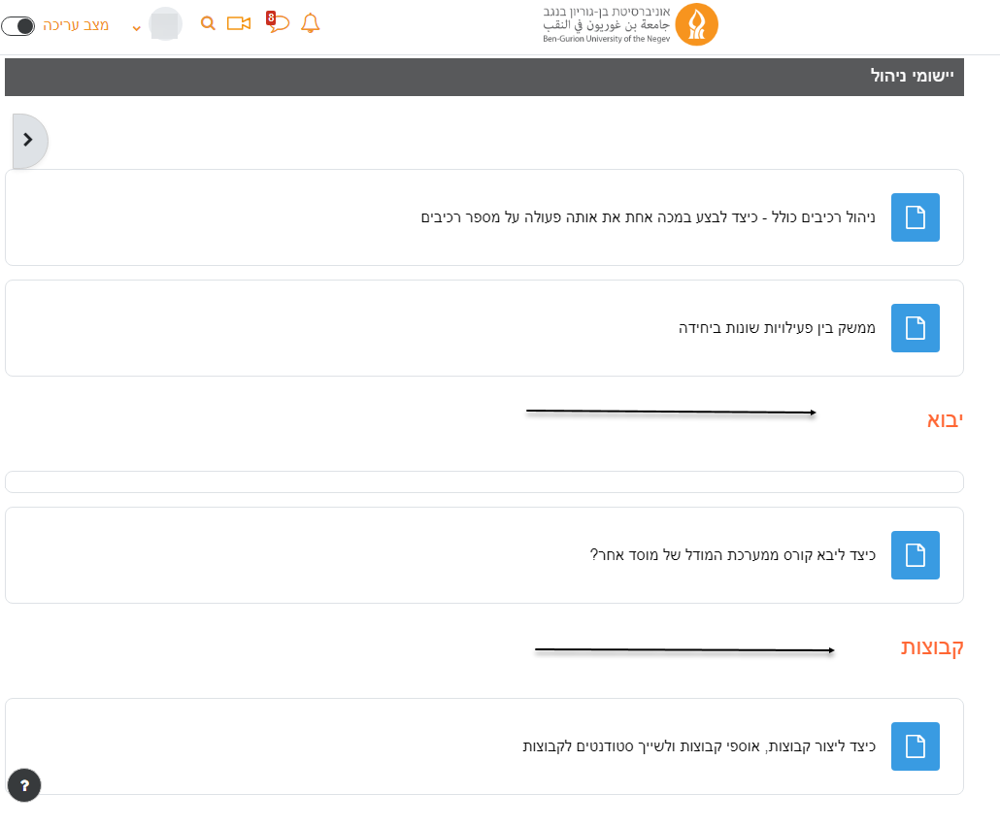 אוניברסיטת בן-גוריון בנגב
جامعة بن غوريون في النقب
Ben-Gurion University of the Negev
8
מצב עריכה
יישומי ניהול
ניהול רכיבים כולל - כיצד לבצע במכה אחת את אותה פעולה על מספר רכיבים
ממשק בין פעילויות שונות ביחידה
יבוא
כיצד ליבא קורס ממערכת המודל של מוסד אחר?
קבוצות
כיצד ליצור קבוצות, אוספי קבוצות ולשייך סטודנטים לקבוצות
?